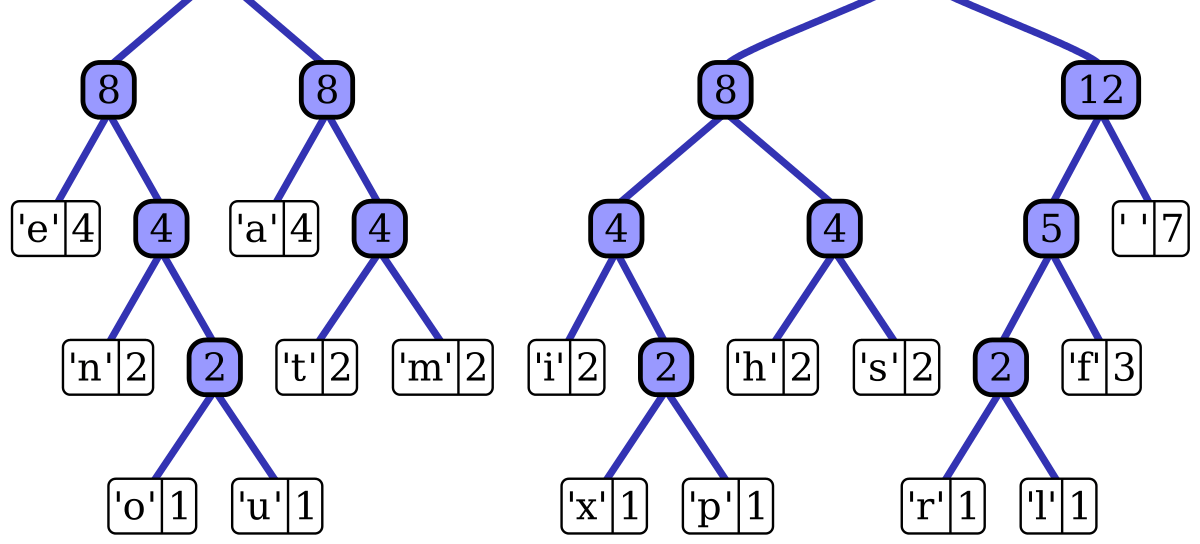 8 8 8 12
'e' 4 4 'a' 4 4 4 4 5 ' ' 7
'n' 2 2 't' 2 'm' 2 'i' 2 2 'h' 2 's' 2 2 'f' 3
'o' 1 'u' 1 'x' 1 'p' 1 'r' 1 'l' 1